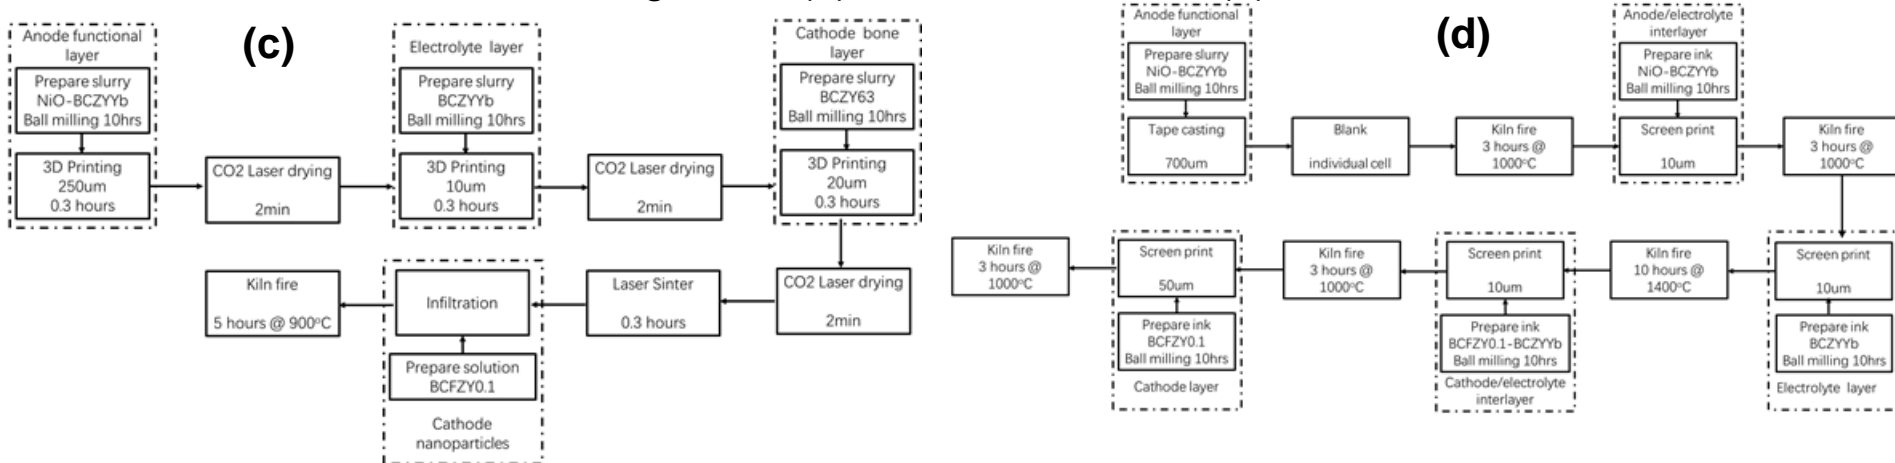 (c)
Anode functional
layer
Prepare slurry
NiO-BCZYYb
Ball milling 10hrs
3D Printing
250um
0.3 hours
CO2 Laser drying
2min
Electrolyte layer
Prepare slurry
BCZYYb
Ball milling 10hrs
3D Printing
10um
0.3 hours
CO2 Laser drying
2min
Cathode bone
layer
Prepare slurry
BCZY63
Ball milling 10hrs
3D Printing
20um
0.3 hours
CO2 Laser drying
2min
Laser Sinter
0.3 hours
Infiltration
Prepare solution
BCFZY0.1
Cathode
nanoparticles
Kiln fire
5 hours @ 900°C
(d)
Anode functional
layer
Prepare slurry
NiO-BCZYYb
Ball milling 10hrs
Tape casting
700um
Blank
individual cell
Kiln fire
3 hours @
1000°C
Anode/electrolyte
interlayer
Prepare ink
NiO-BCZYYb
Ball milling 10hrs
Screen print
10um
Kiln fire
3 hours @
1000°C
Screen print
10um
Prepare ink
BCZYYb
Ball milling 10hrs
Electrolyte layer
Kiln fire
10 hours @
1400°C
Screen print
10um
Prepare ink
BCFZY0.1-BCZYYb
Ball milling 10hrs
Cathode/electrolyte
interlayer
Kiln fire
3 hours @
1000°C
Screen print
50um
Prepare ink
BCFZY0.1
Ball milling 10hrs
Cathode layer
Kiln fire
3 hours @
1000°C